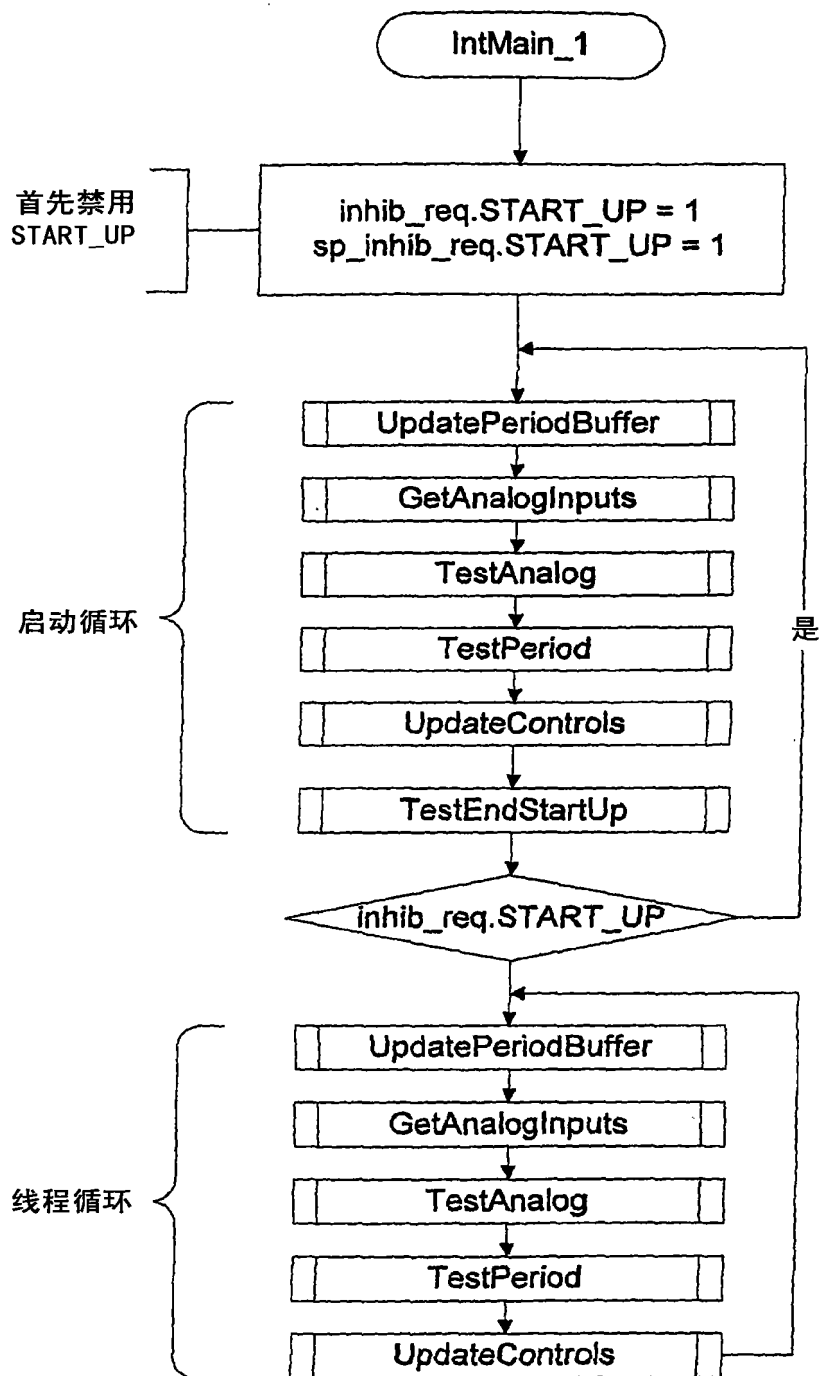 IntMain_1
首先禁用
START_UP
inhib_req.START_UP = 1
sp_inhib_req.START_UP = 1
UpdatePeriodBuffer
GetAnalogInputs
TestAnalog
启动循环
TestPeriod
是
UpdateControls
TestEndStartUp
inhib_req.START_UP
UpdatePeriodBuffer
GetAnalogInputs
线程循环
TestAnalog
TestPeriod
UpdateControls